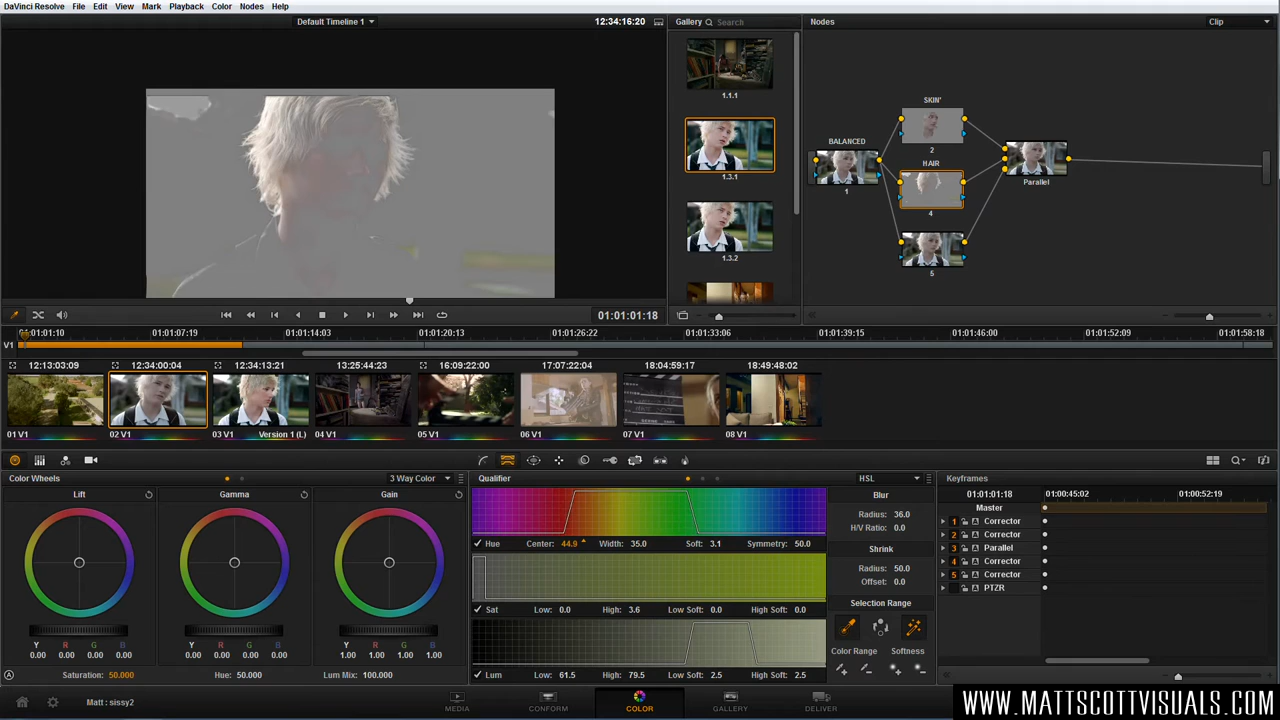 DaVinci Resolve File Edit View Mark Playback Color Nodes Help
Default Timeline 1 12:34:16:20 Gallery Search Nodes Clip
1.1.1
1.3.1
1.3.2
BALANCED
1
SKIN'
2
HAIR
4
5
Parallel
01:01:01:18
01:01:01:10 01:01:07:19 01:01:14:03 01:01:20:13 01:01:26:22 01:01:33:06 01:01:39:15 01:01:46:00 01:01:52:09 01:01:58:18
V1
12:13:03:09 12:34:00:04 12:34:13:21 13:25:44:23 16:09:22:00 17:07:22:04 18:04:59:17 18:49:48:02
01 V1 02 V1 03 V1 Version 1 (L) 04 V1 05 V1 06 V1 07 V1 08 V1
Color Wheels 3 Way Color
Lift Gamma Gain
Y R G B Y R G B Y R G B
0.00 0.00 0.00 0.00 0.00 0.00 0.00 0.00 1.00 1.00 1.00 1.00
A Saturation: 50.000 Hue: 50.000 Lum Mix: 100.000
Qualifier HSL
Hue Center: 44.9 Width: 35.0 Soft: 3.1 Symmetry: 50.0
Sat Low: 0.0 High: 3.6 Low Soft: 0.0 High Soft: 0.0
Lum Low: 61.5 High: 79.5 Low Soft: 2.5 High Soft: 2.5
Blur
Radius: 36.0
H/V Ratio: 0.0
Shrink
Radius: 50.0
Offset: 0.0
Selection Range
Color Range Softness
Keyframes
01:01:01:18 01:00:45:02 01:00:52:19
Master
1 Corrector
2 Corrector
3 Parallel
4 Corrector
5 Corrector
PTZR
Matt : sissy2
MEDIA CONFORM COLOR GALLERY DELIVER
WWW.MATTSCOTTVISUALS.COM